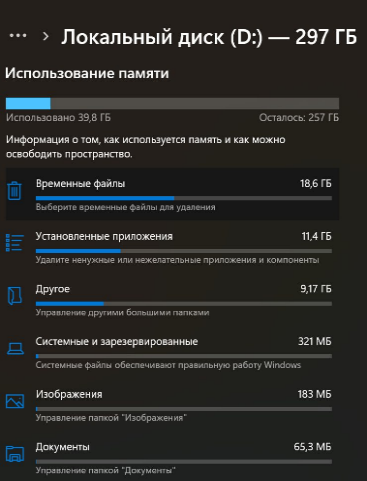 ... > Локальный диск (D:) — 297 ГБ
Использование памяти
Использовано 39,8 ГБ Осталось: 257 ГБ
Информация о том, как используется память и как можно
освободить пространство.
Временные файлы 18,6 ГБ
Выберите временные файлы для удаления
Установленные приложения 11,4 ГБ
Удалите ненужные или нежелательные приложения и компоненты
Другое 9,17 ГБ
Управление другими большими папками
Системные и зарезервированные 321 МБ
Системные файлы обеспечивают правильную работу Windows
Изображения 183 МБ
Управление папкой "Изображения"
Документы 65,3 МБ
Управление папкой "Документы"